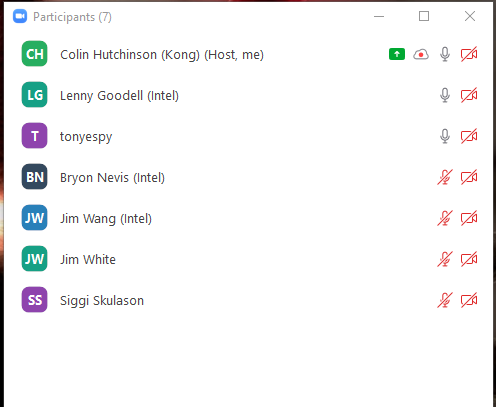 Participants (7)
CH Colin Hutchinson (Kong) (Host, me)
LG Lenny Goodell (Intel)
T tonyespy
BN Bryon Nevis (Intel)
JW Jim Wang (Intel)
JW Jim White
SS Siggi Skulason